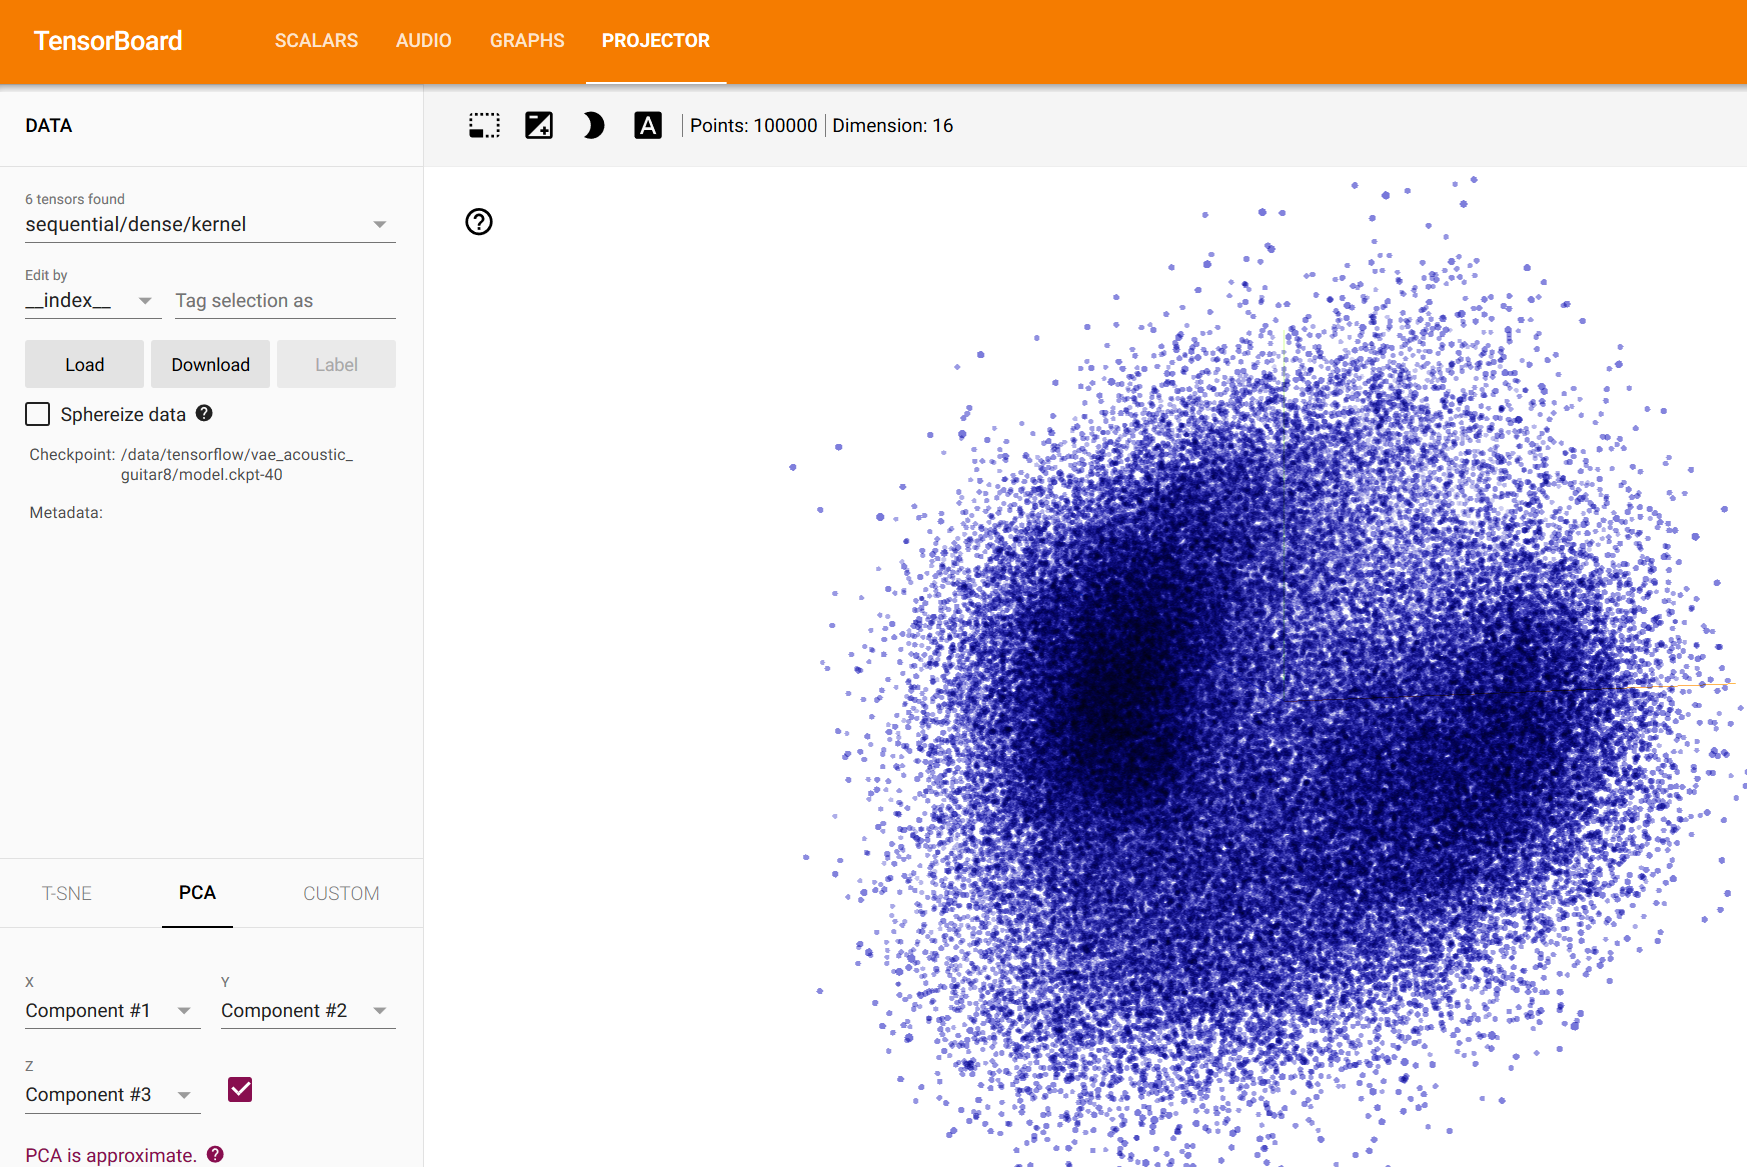 TensorBoard
SCALARS AUDIO GRAPHS PROJECTOR
DATA
A Points: 100000 Dimension: 16
6 tensors found
sequential/dense/kernel
Edit by
__index__ Tag selection as
Load Download Label
Sphereize data ?
Checkpoint: /data/tensorflow/vae_acoustic_
guitar8/model.ckpt-40
Metadata:
?
T-SNE PCA CUSTOM
X Y
Component #1 Component #2
Z
Component #3
PCA is approximate. ?